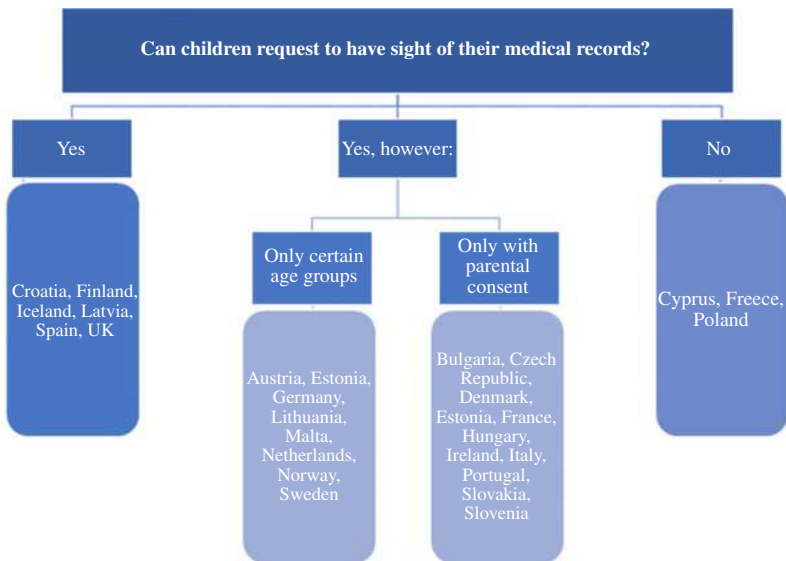 Can children request to have sight of their medical records?
Yes
Yes, however:
No
Only certain
age groups
Only with
parental
consent
Croatia, Finland,
Iceland, Latvia,
Spain, UK
Austria, Estonia,
Germany,
Lithuania,
Malta,
Netherlands,
Norway,
Sweden
Bulgaria, Czech
Republic,
Denmark,
Estonia, France,
Hungary,
Ireland, Italy,
Portugal,
Slovakia,
Slovenia
Cyprus, Freece,
Poland